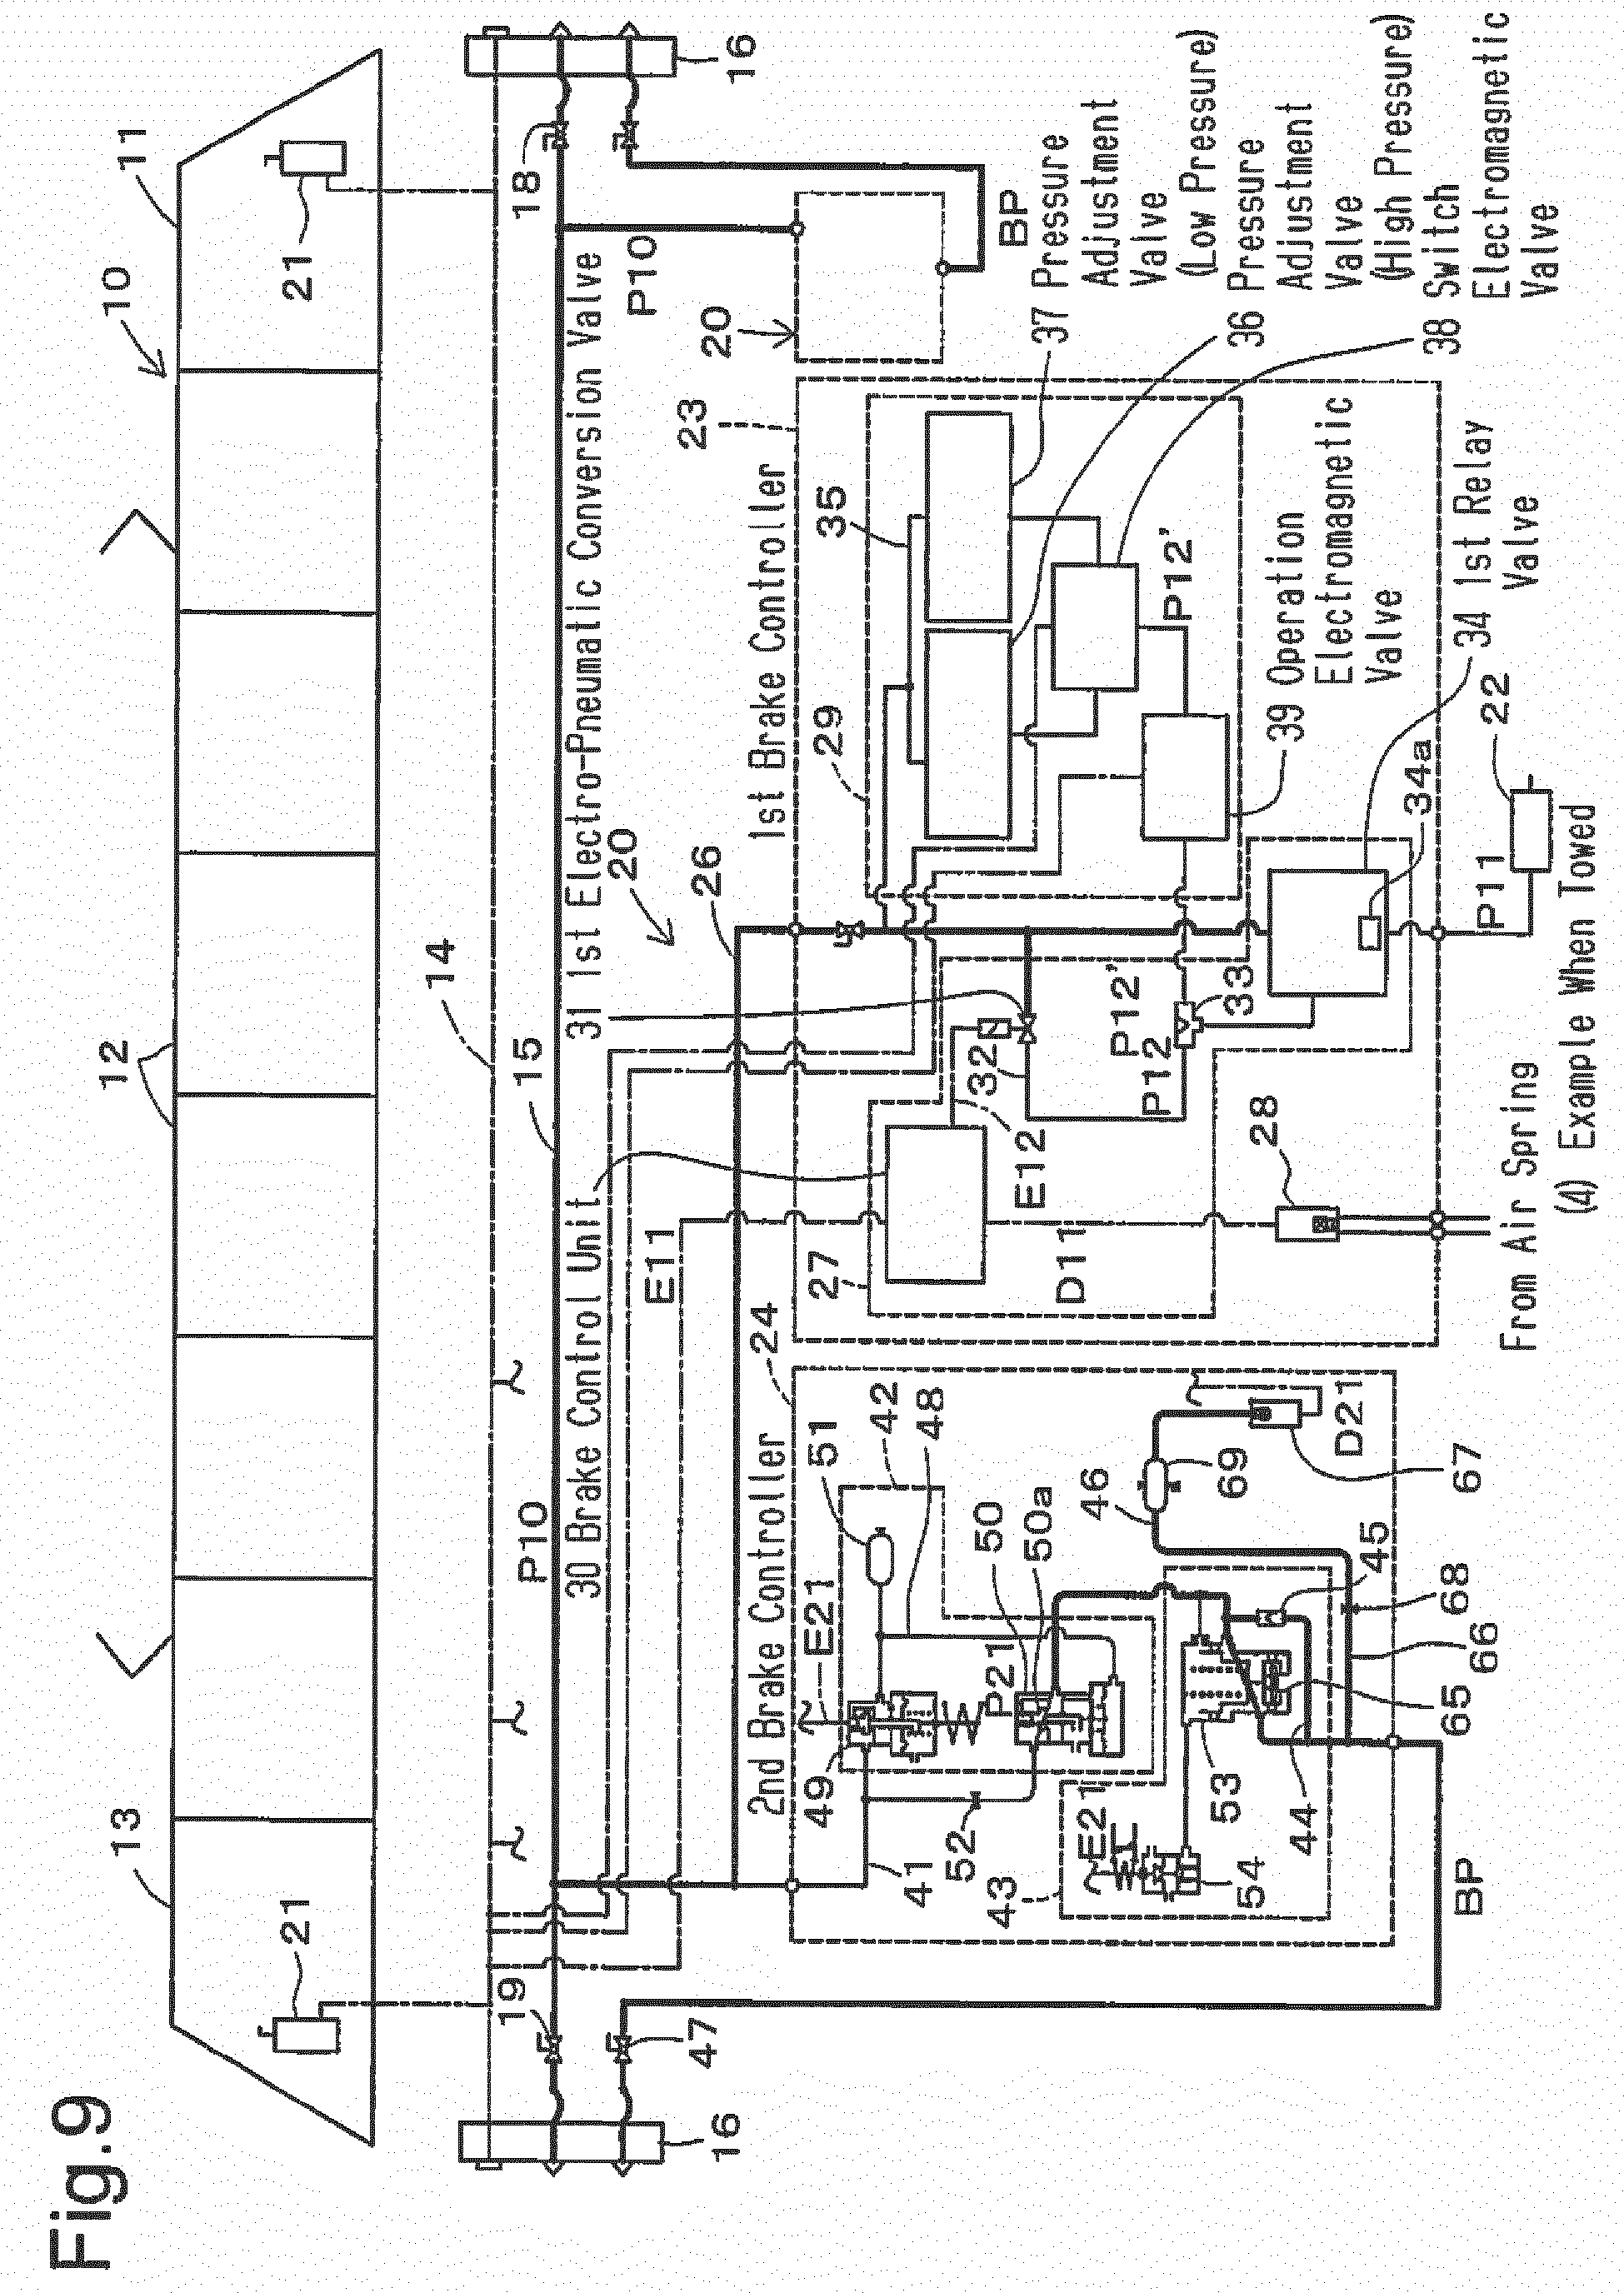 Fig.9
13
12
10
11
21
21
14
15
18
16
16
19
47
P10
P10
30 Brake Control Unit
31 1st Electro-Pneumatic Conversion Valve
E11
20
20
26
BP
BP
24
2nd Brake Controller
23
1st Brake Controller
27
29
35
37 Pressure
Adjustment
Valve
(Low Pressure)
36 Pressure
Adjustment
Valve
(High Pressure)
38 Switch
Electromagnetic
Valve
39 Operation
Electromagnetic
Valve
34 1st Relay
Valve
34a
22
P11
P12'
P12'
P12
33
32
E12
D11
28
From Air Spring
(4) Example When Towed
49
E21
51
42
48
41
52
50
50a
P21
43
E21
54
53
44
46
69
D21
67
45
68
66
65